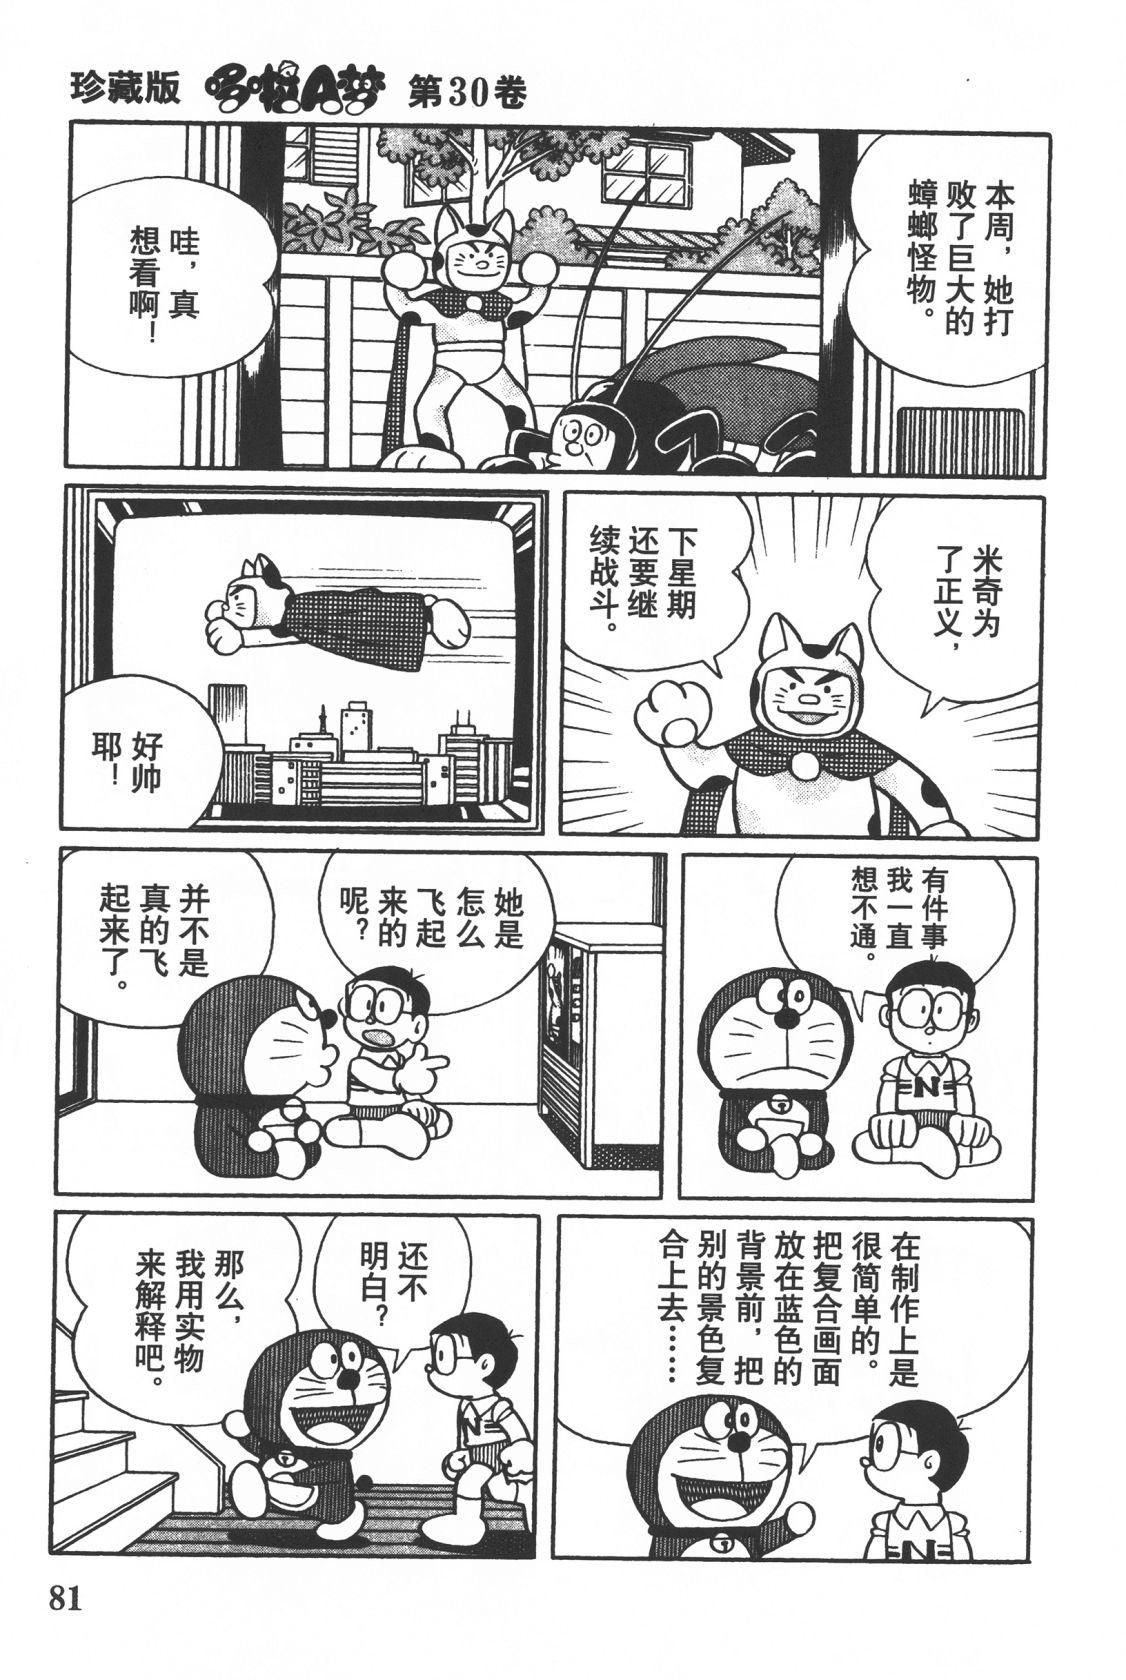 珍藏版 哆啦A梦 第30卷
本周，她打
败了巨大的
蟑螂怪物。
哇，真
想看啊！
米奇为
了正义，
下星期
还要继
续战斗。
好帅
耶！
有件事
我一直
想不通。
她是
怎么
飞起
来的
呢？
并不是
真的飞
起来了。
在制作上是
很简单的。
把复合画面
放在蓝色的
背景前，把
别的景色复
合上去……
还不
明白？
那么，
我用实物
来解释吧。
N
N
N
81